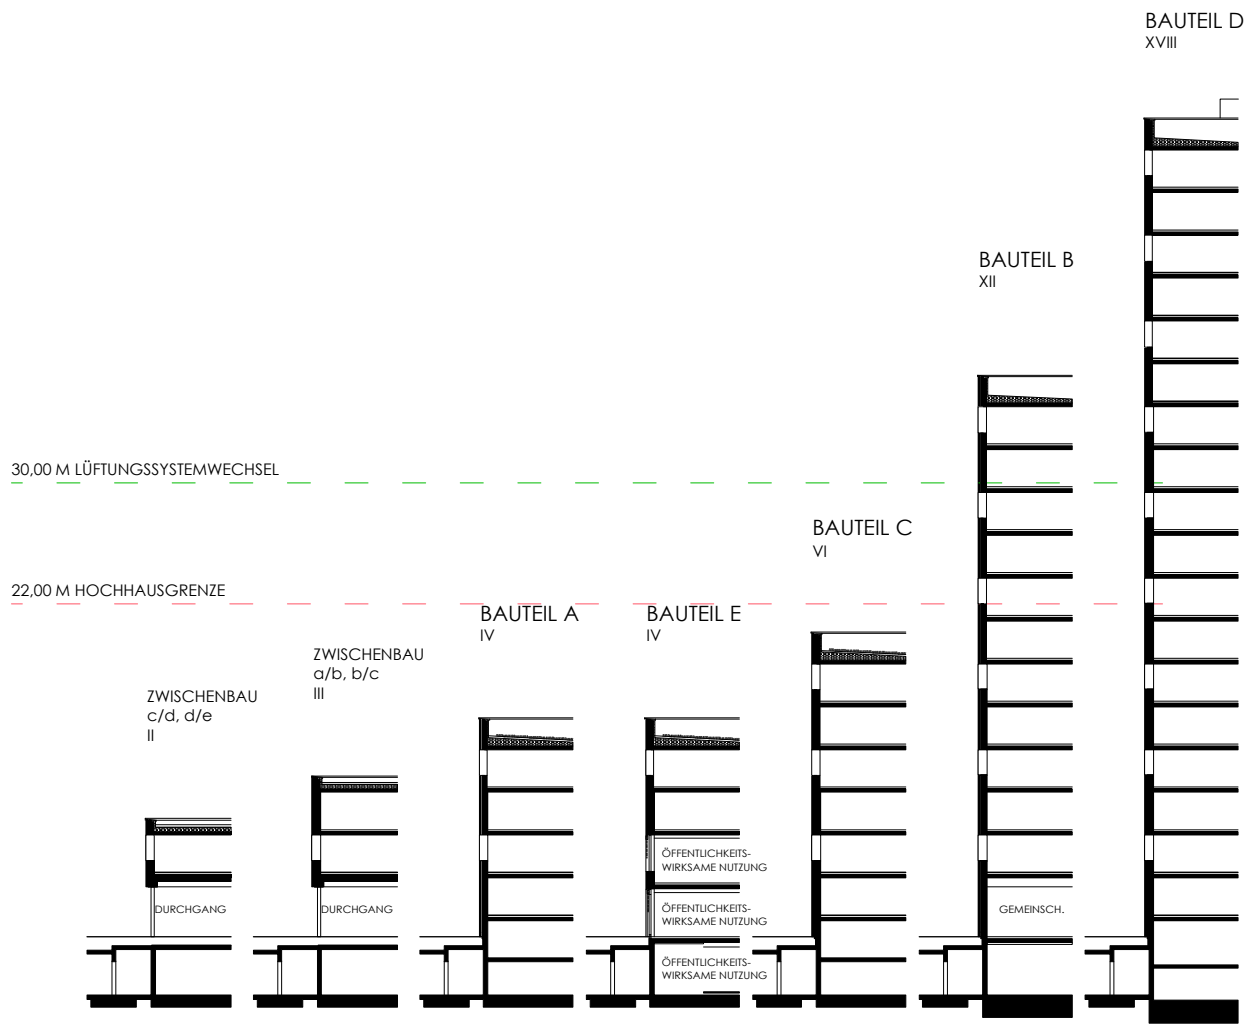 BAUTEIL D
XVIII
BAUTEIL B
XII
30,00 M LÜFTUNGSSYSTEMWECHSEL
BAUTEIL C
VI
22,00 M HOCHHAUSGRENZE
BAUTEIL A
IV
BAUTEIL E
IV
ZWISCHENBAU
a/b, b/c
III
ZWISCHENBAU
c/d, d/e
II
DURCHGANG
DURCHGANG
ÖFFENTLICHKEITS-
WIRKSAME NUTZUNG
ÖFFENTLICHKEITS-
WIRKSAME NUTZUNG
ÖFFENTLICHKEITS-
WIRKSAME NUTZUNG
GEMEINSCH.